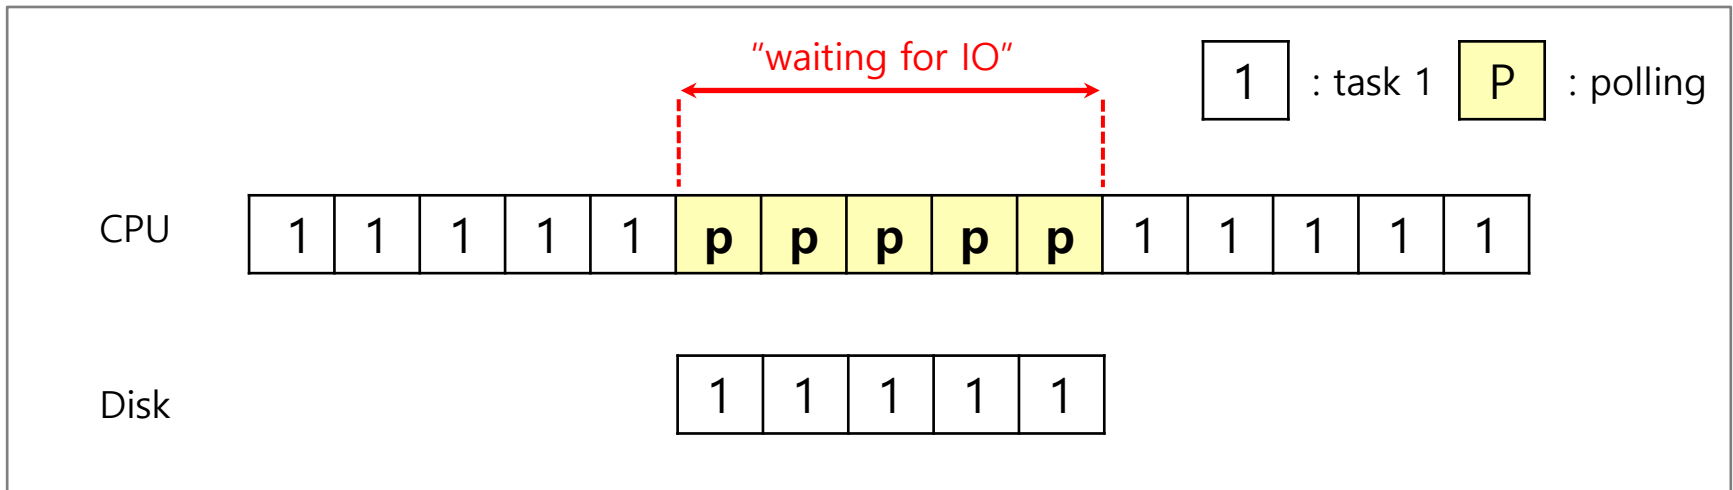 "waiting for IO"
1 : task 1 P : polling
CPU 1 1 1 1 1 p p p p p 1 1 1 1 1
Disk 1 1 1 1 1